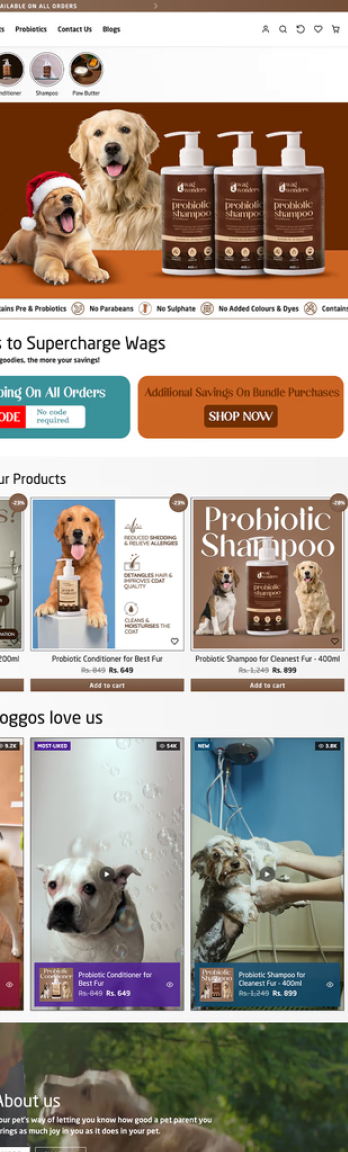 AILABLE ON ALL ORDERS
ts Probiotics Contact Us Blogs
nditioner Shampoo Paw Butter
wag wonders
probiotic shampoo
wag wonders
probiotic shampoo
wag wonders
probiotic shampoo
tains Pre & Probiotics No Parabeans No Sulphate No Added Colours & Dyes Contains
s to Supercharge Wags
goodies, the more your savings!
ping On All Orders
ODE No code required
Additional Savings On Bundle Purchases
SHOP NOW
ur Products
-23%
-23%
-28%
REDUCED SHEDDING
& RELIEVE ALLERGIES
DETANGLES HAIR &
IMPROVES COAT
QUALITY
CLEANS &
MOISTURISES THE
COAT
Probiotic
Shampoo
wag wonders
probiotic
shampoo
200ml
Probiotic Conditioner for Best Fur
Rs. 849 Rs. 649
Add to cart
Probiotic Shampoo for Cleanest Fur - 400ml
Rs. 1,249 Rs. 899
Add to cart
oggos love us
9.2K
MOST-LIKED
54K
NEW
3.8K
Probiotic Conditioner for
Best Fur
Rs. 849 Rs. 649
Probiotic Shampoo for
Cleanest Fur - 400ml
Rs. 1,249 Rs. 899
About us
our pet's way of letting you know how good a pet parent you
rings as much joy in you as it does in your pet.